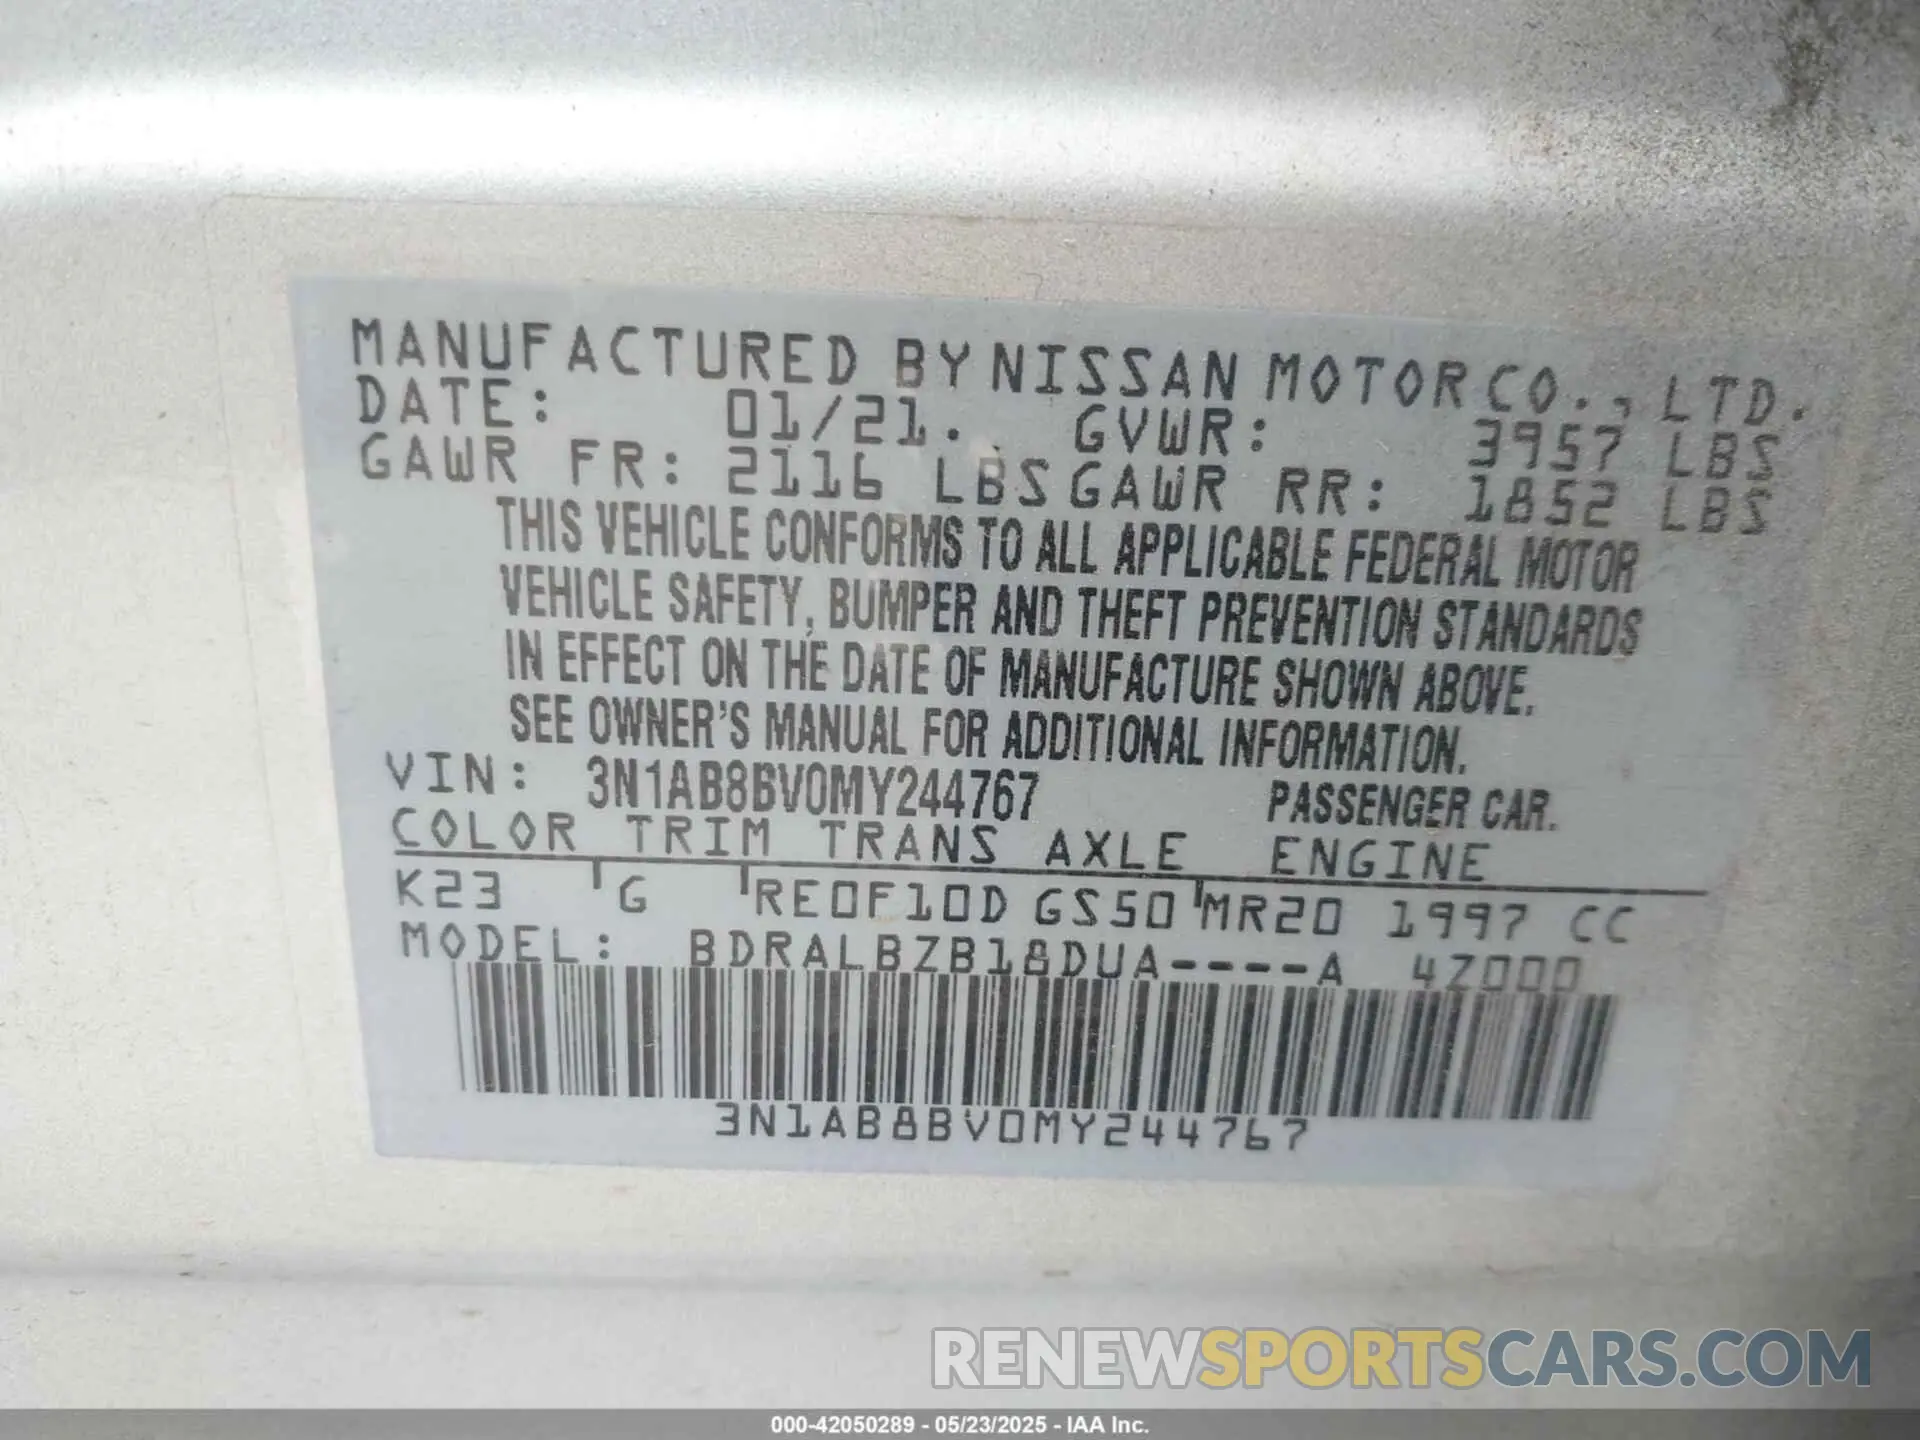 MANUFACTURED BY NISSAN MOTOR CO., LTD.
DATE: 01/21. GVWR: 3957 LBS
GAWR FR: 2116 LBS GAWR RR: 1852 LBS
THIS VEHICLE CONFORMS TO ALL APPLICABLE FEDERAL MOTOR
VEHICLE SAFETY, BUMPER AND THEFT PREVENTION STANDARDS
IN EFFECT ON THE DATE OF MANUFACTURE SHOWN ABOVE.
SEE OWNER'S MANUAL FOR ADDITIONAL INFORMATION.
VIN: 3N1AB8BV0MY244767 PASSENGER CAR.
COLOR TRIM TRANS AXLE ENGINE
K23 G RE0F10D GS50 MR20 1997 CC
MODEL: BDRALBZB18DUA----A 4Z000
3N1AB8BV0MY244767
RENEWSPORTSCARS.COM
000-42050289 - 05/23/2025 - IAA Inc.